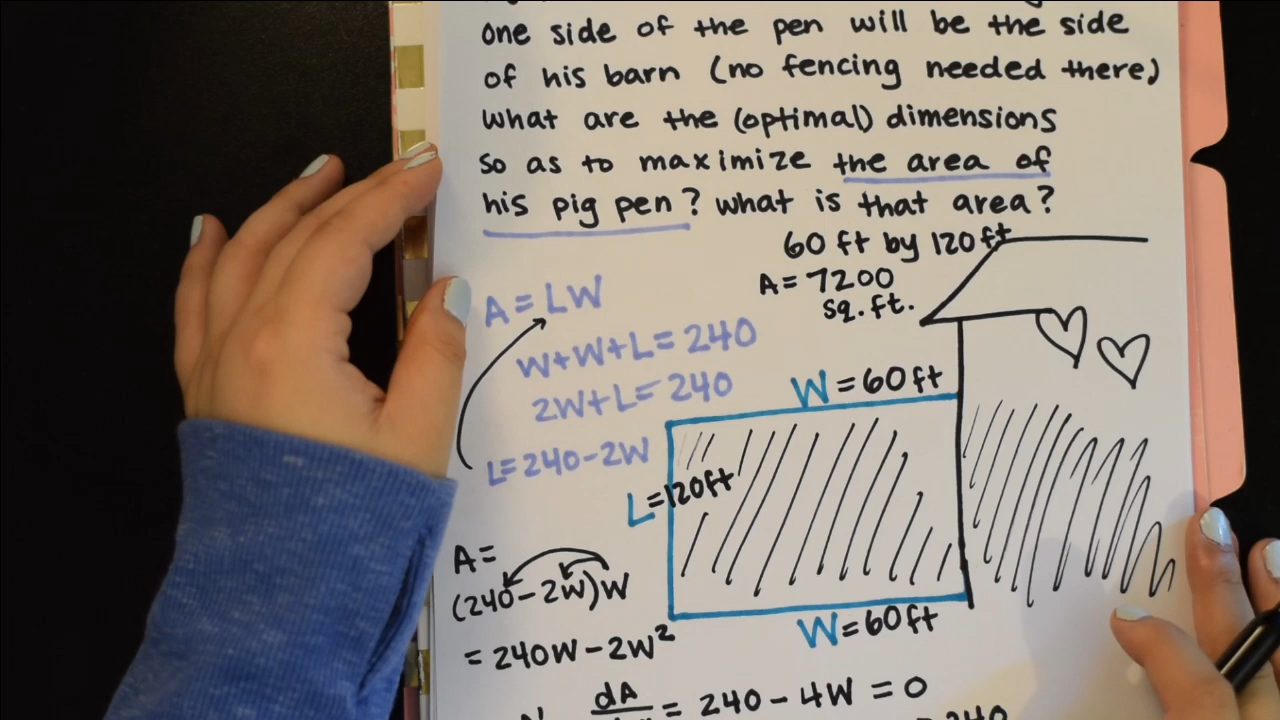 one side of the pen will be the side
of his barn (no fencing needed there)
what are the (optimal) dimensions
so as to maximize the area of
his pig pen? what is that area?
60 ft by 120 ft
A = 7200
sq. ft.
A = LW
W+W+L = 240
2W+L = 240
L = 240-2W
W = 60 ft
L = 120 ft
W = 60 ft
A =
(240-2W)W
= 240W - 2W²
dA
= 240 - 4W = 0
240